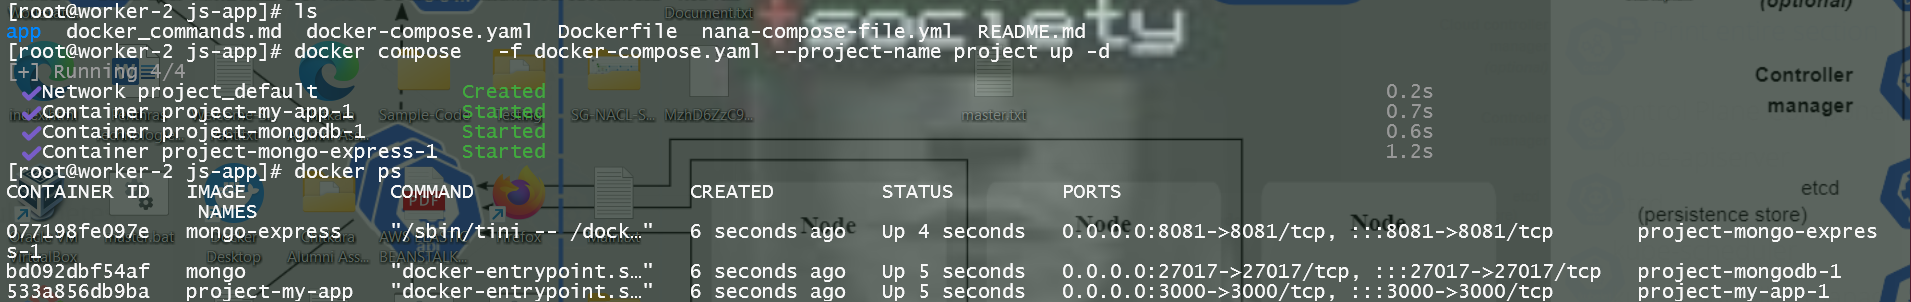 [root@worker-2 js-app]# ls
Document.txt
(optional)
society
app  docker_commands.md  docker-compose.yaml  Dockerfile  nana-compose-file.yml  README.md
[root@worker-2 js-app]# docker compose   -f docker-compose.yaml --project-name project up -d
[+] Running 4/4
Controller
manager
✔Network project_default            Created            0.2s
✔Container project-my-app-1         Started            0.7s
Sample-Code
SG-NACL-S...
MzhD6ZzC9...
master.txt
✔Container project-mongodb-1        Started            0.6s
✔Container project-mongo-express-1  Started            1.2s
[root@worker-2 js-app]# docker ps
CONTAINER ID   IMAGE            COMMAND                  CREATED         STATUS         PORTS
NAMES
PDF
etcd
(persistence store)
Node
Node
Node
077198fe097e   mongo-express    "/sbin/tini -- /dock…"   6 seconds ago   Up 4 seconds   0.0.0.0:8081->8081/tcp, :::8081->8081/tcp       project-mongo-expres
s-1
master.bat
Docker
Desktop
Alumni Ass...
AWS ELASTIC
BEANSTALK...
Firefox
VirtualBox
bd092dbf54af   mongo            "docker-entrypoint.s…"   6 seconds ago   Up 5 seconds   0.0.0.0:27017->27017/tcp, :::27017->27017/tcp   project-mongodb-1
533a856db9ba   project-my-app   "docker-entrypoint.s…"   6 seconds ago   Up 5 seconds   0.0.0.0:3000->3000/tcp, :::3000->3000/tcp       project-my-app-1